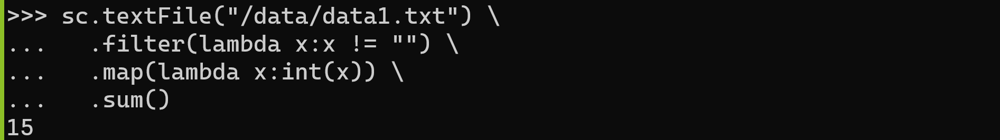 >>> sc.textFile("/data/data1.txt") \
...   .filter(lambda x:x != "") \
...   .map(lambda x:int(x)) \
...   .sum()
15